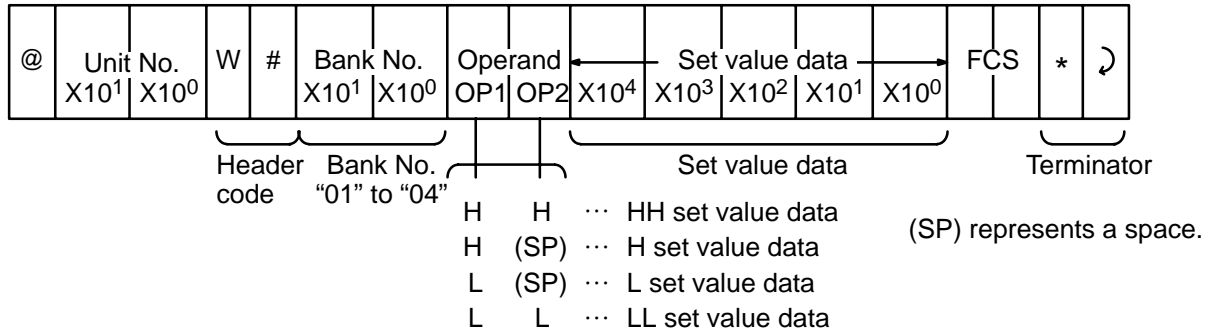 @ Unit No. W # Bank No. Operand Set value data FCS * 
X10¹ X10⁰ X10¹ X10⁰ OP1 OP2 X10⁴ X10³ X10² X10¹ X10⁰
Header Bank No. Set value data Terminator
code “01” to “04”
H H ··· HH set value data
H (SP) ··· H set value data (SP) represents a space.
L (SP) ··· L set value data
L L ··· LL set value data